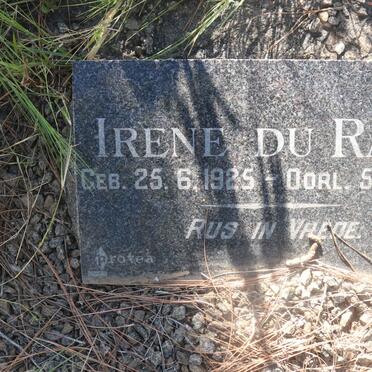 IRENE DU RA
GEB. 25.6.1925 - OORL. 5
RUS IN VREDE.
Protea